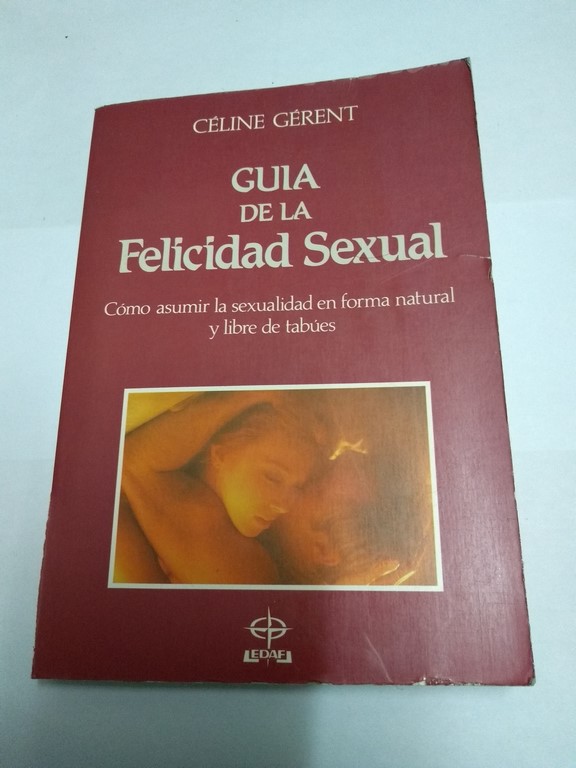 CÉLINE GÉRENT
GUIA
DE LA
Felicidad Sexual
Cómo asumir la sexualidad en forma natural
y libre de tabúes
EDAF